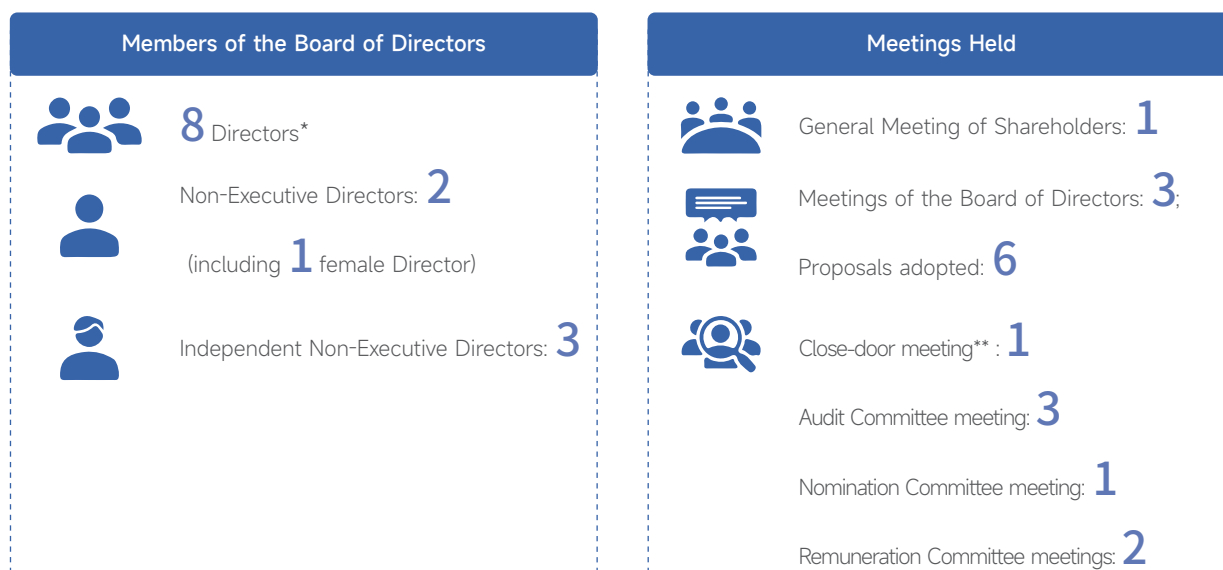 Members of the Board of Directors
8 Directors*
Non-Executive Directors: 2
(including 1 female Director)
Independent Non-Executive Directors: 3
Meetings Held
General Meeting of Shareholders: 1
Meetings of the Board of Directors: 3;
Proposals adopted: 6
Close-door meeting** : 1
Audit Committee meeting: 3
Nomination Committee meeting: 1
Remuneration Committee meetings: 2